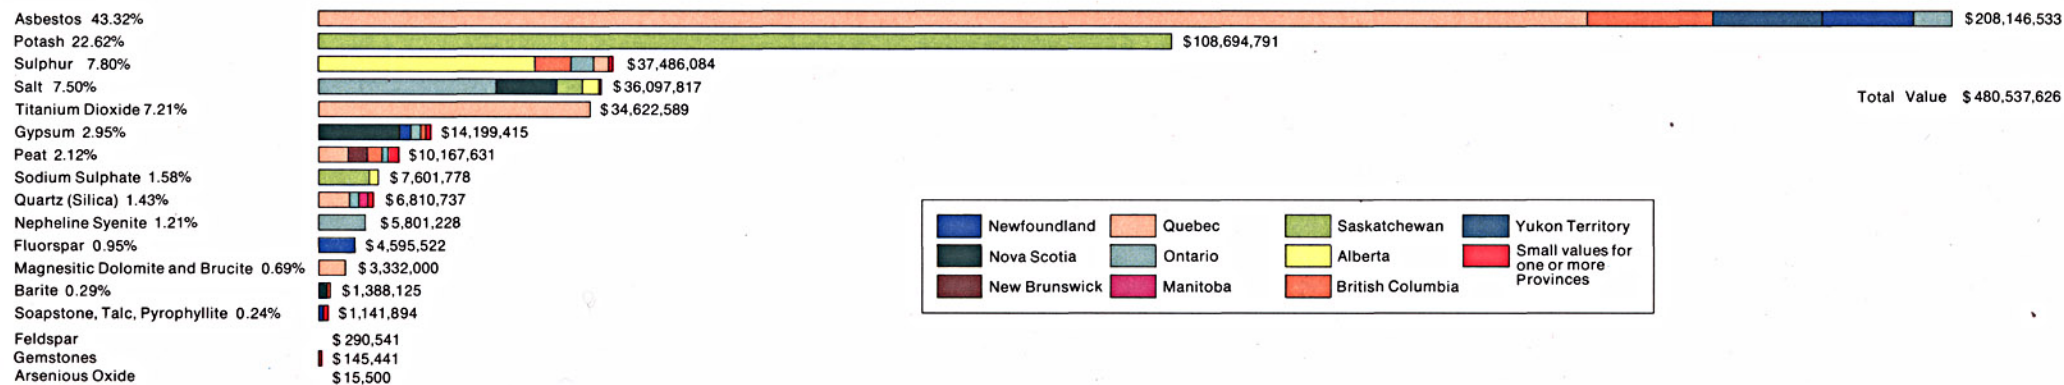 Asbestos 43.32% $208,146,533
Potash 22.62% $108,694,791
Sulphur 7.80% $37,486,084
Salt 7.50% $36,097,817
Total Value $480,537,626
Titanium Dioxide 7.21% $34,622,589
Gypsum 2.95% $14,199,415
Peat 2.12% $10,167,631
Sodium Sulphate 1.58% $7,601,778
Quartz (Silica) 1.43% $6,810,737
Nepheline Syenite 1.21% $5,801,228
Fluorspar 0.95% $4,595,522
Magnesitic Dolomite and Brucite 0.69% $3,332,000
Barite 0.29% $1,388,125
Soapstone, Talc, Pyrophyllite 0.24% $1,141,894
Feldspar $290,541
Gemstones $145,441
Arsenious Oxide $15,500
Newfoundland
Nova Scotia
New Brunswick
Quebec
Ontario
Manitoba
Saskatchewan
Alberta
British Columbia
Yukon Territory
Small values for
one or more
Provinces